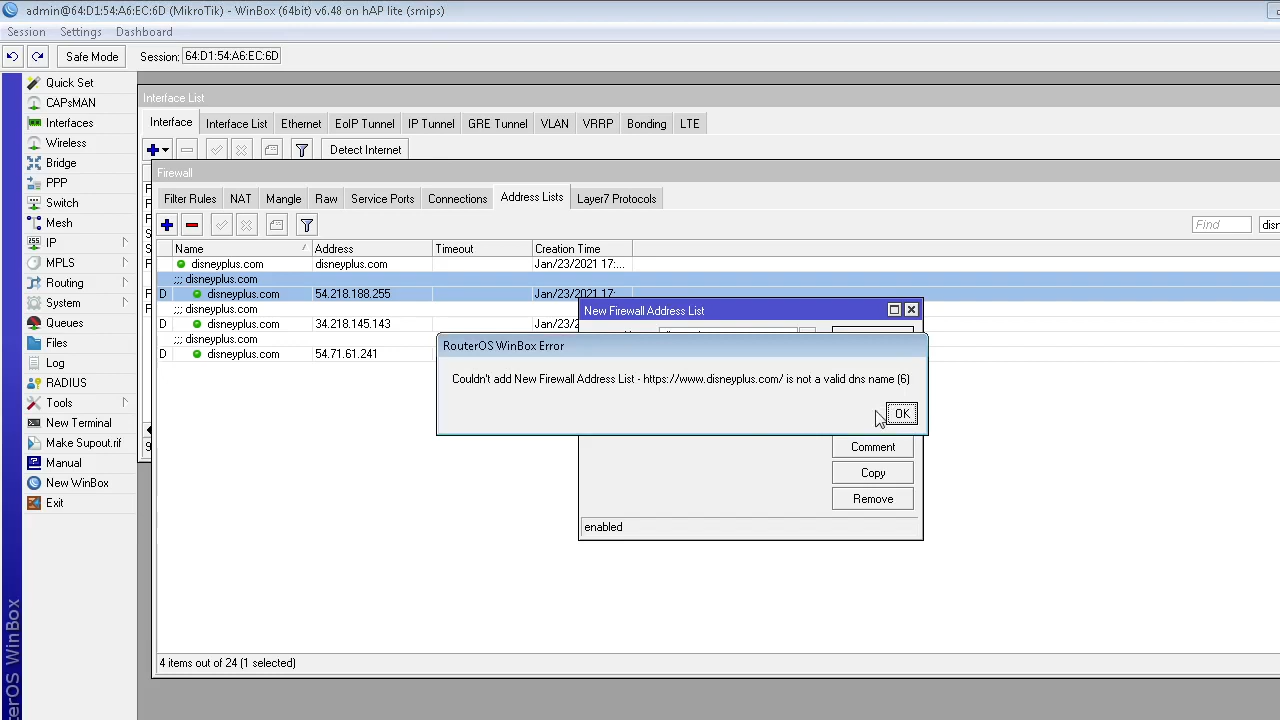 admin@64:D1:54:A6:EC:6D (MikroTik) - WinBox (64bit) v6.48 on hAP lite (smips)
Session Settings Dashboard
Safe Mode Session: 64:D1:54:A6:EC:6D
Quick Set
CAPsMAN
Interfaces
Wireless
Bridge
PPP
Switch
Mesh
IP
MPLS
Routing
System
Queues
Files
Log
RADIUS
Tools
New Terminal
Make Supout.rif
Manual
New WinBox
Exit
RouterOS WinBox
Interface List
Interface Interface List Ethernet EoIP Tunnel IP Tunnel GRE Tunnel VLAN VRRP Bonding LTE
Detect Internet
Firewall
Filter Rules NAT Mangle Raw Service Ports Connections Address Lists Layer7 Protocols
Find
Name Address Timeout Creation Time
disneyplus.com disneyplus.com Jan/23/2021 17:...
;;; disneyplus.com
D disneyplus.com 54.218.188.255 Jan/23/2021 17:
;;; disneyplus.com
D disneyplus.com 34.218.145.143 Jan/23/2
;;; disneyplus.com
D disneyplus.com 54.71.61.241
4 items out of 24 (1 selected)
New Firewall Address List
RouterOS WinBox Error
Couldn't add New Firewall Address List - https://www.disneyplus.com/ is not a valid dns name (6)
OK
Comment
Copy
Remove
enabled